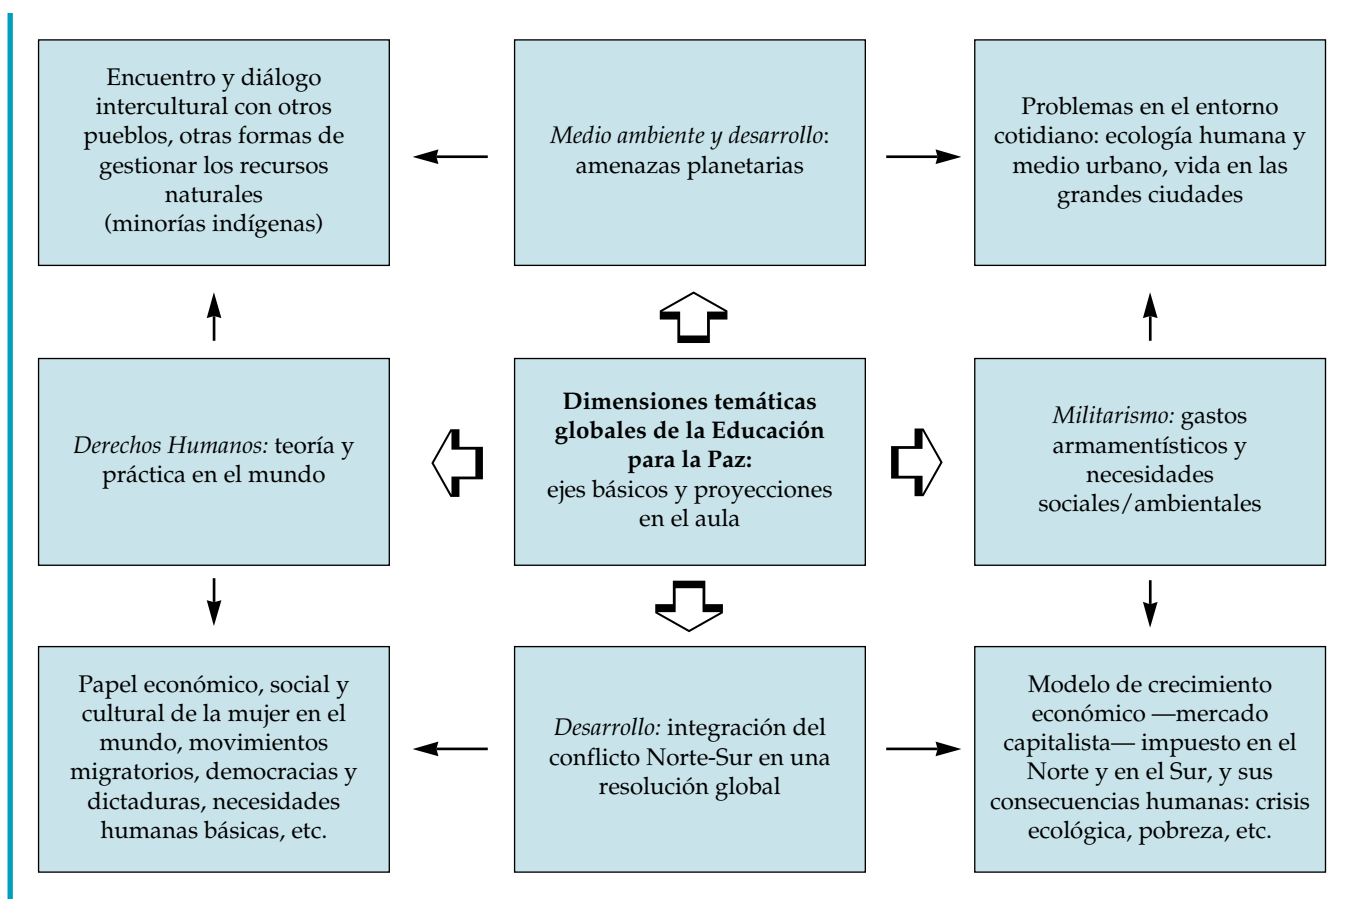 Encuentro y diálogo
intercultural con otros
pueblos, otras formas de
gestionar los recursos
naturales
(minorías indígenas)
Medio ambiente y desarrollo:
amenazas planetarias
Problemas en el entorno
cotidiano: ecología humana y
medio urbano, vida en las
grandes ciudades
Derechos Humanos: teoría y
práctica en el mundo
Dimensiones temáticas
globales de la Educación
para la Paz:
ejes básicos y proyecciones
en el aula
Militarismo: gastos
armamentísticos y
necesidades
sociales/ambientales
Papel económico, social y
cultural de la mujer en el
mundo, movimientos
migratorios, democracias y
dictaduras, necesidades
humanas básicas, etc.
Desarrollo: integración del
conflicto Norte-Sur en una
resolución global
Modelo de crecimiento
económico —mercado
capitalista— impuesto en el
Norte y en el Sur, y sus
consecuencias humanas: crisis
ecológica, pobreza, etc.